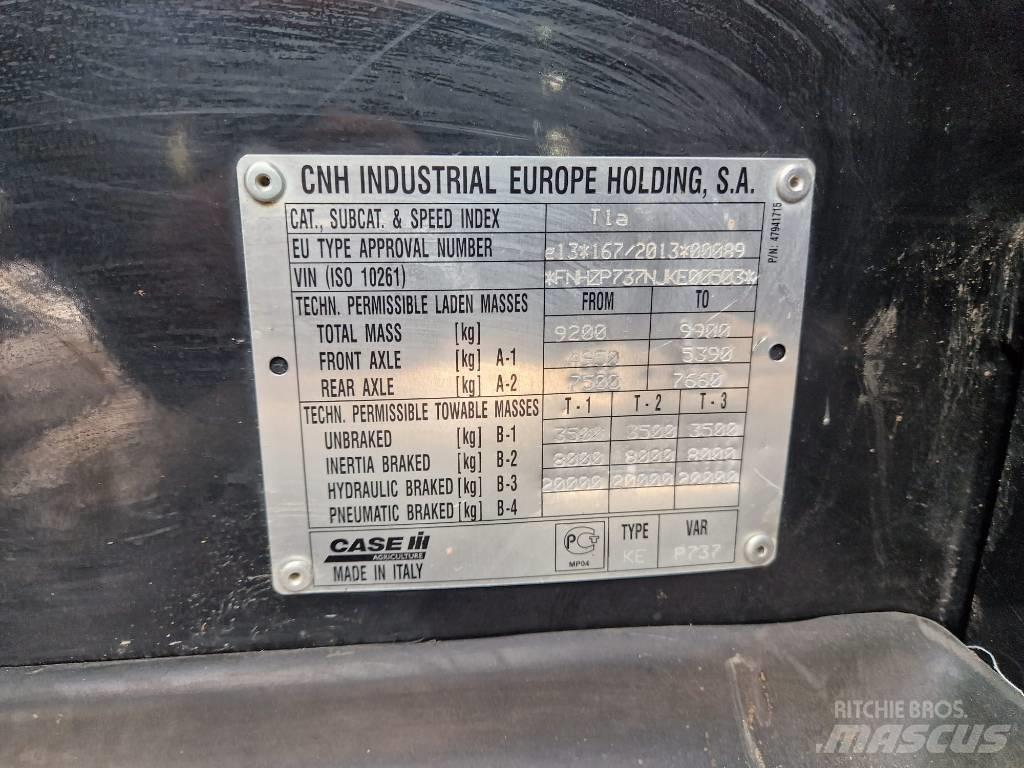 CNH INDUSTRIAL EUROPE HOLDING, S.A.
CAT., SUBCAT. & SPEED INDEX T1a
EU TYPE APPROVAL NUMBER e13*167/2013*00089
VIN (ISO 10261) *FNHZP737NJKE00503*
TECHN. PERMISSIBLE LADEN MASSES FROM TO
TOTAL MASS [kg] 9200 9900
FRONT AXLE [kg] A-1 5390
REAR AXLE [kg] A-2 7500 7660
TECHN. PERMISSIBLE TOWABLE MASSES T-1 T-2 T-3
UNBRAKED [kg] B-1 3500 3500 3500
INERTIA BRAKED [kg] B-2 8000 8000 8000
HYDRAULIC BRAKED [kg] B-3 20000 20000 20000
PNEUMATIC BRAKED [kg] B-4
CASE IH
AGRICULTURE
MADE IN ITALY
MP04
TYPE VAR
KE P737
P/N: 47941715
RITCHIE BROS.
MASCUS